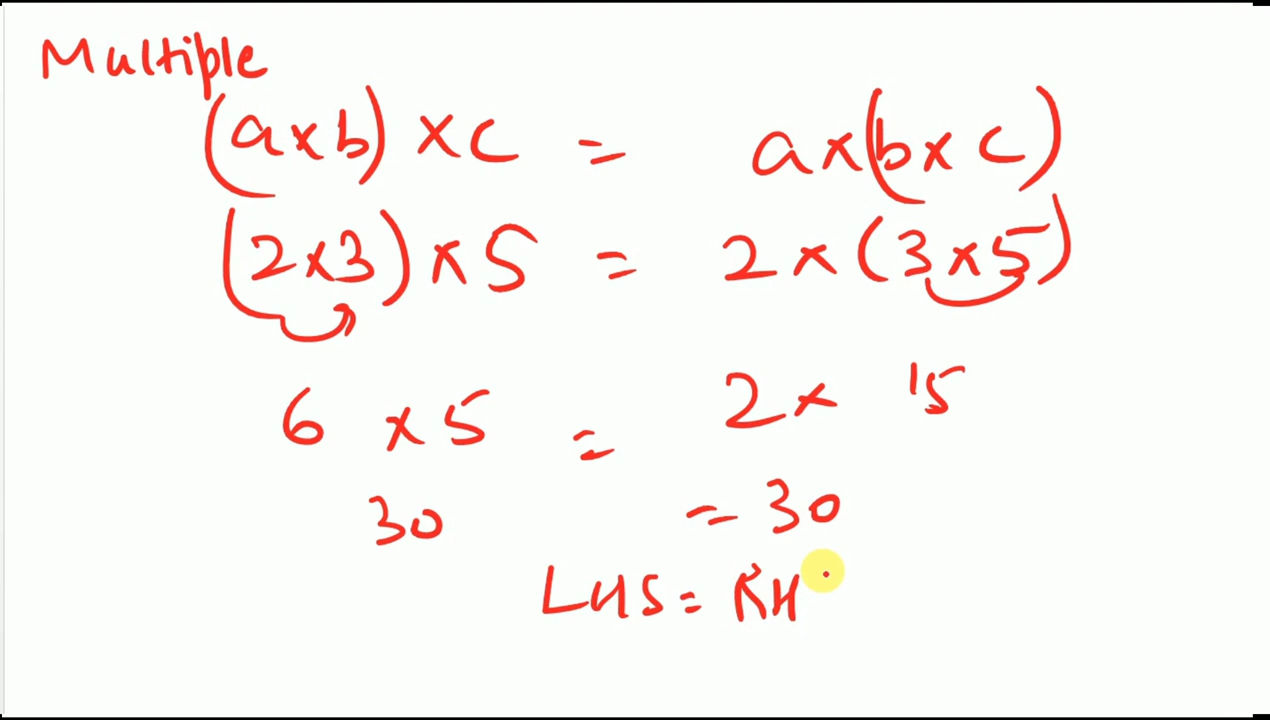 Multiple
(a×b) ×c = a×(b× c)
(2×3)×5 = 2×(3×5)
6 ×5 = 2× 15
30 = 30
LHS = RH